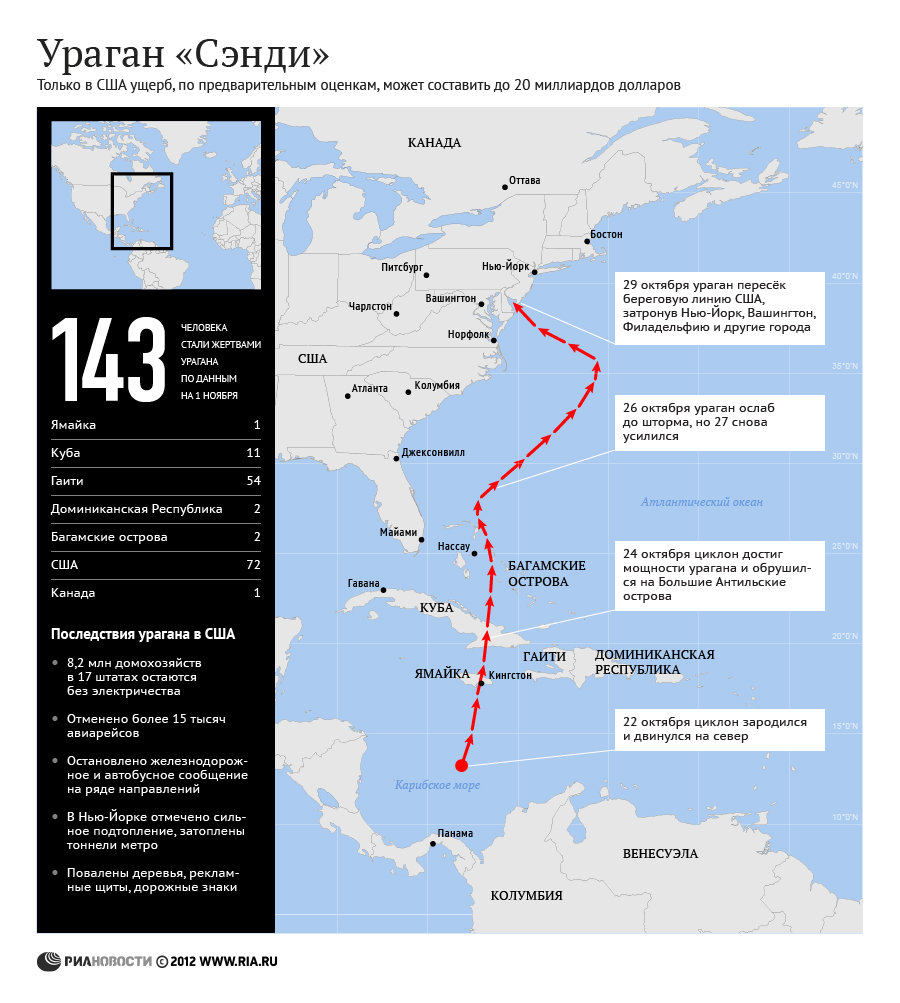 Ураган «Сэнди»
Только в США ущерб, по предварительным оценкам, может составить до 20 миллиардов долларов
143
ЧЕЛОВЕКА
СТАЛИ ЖЕРТВАМИ
УРАГАНА
ПО ДАННЫМ
НА 1 НОЯБРЯ
Ямайка 1
Куба 11
Гаити 54
Доминиканская Республика 2
Багамские острова 2
США 72
Канада 1
Последствия урагана в США
• 8,2 млн домохозяйств
в 17 штатах остаются
без электричества
• Отменено более 15 тысяч
авиарейсов
• Остановлено железнодорож-
ное и автобусное сообщение
на ряде направлений
• В Нью-Йорке отмечено силь-
ное подтопление, затоплены
тоннели метро
• Повалены деревья, реклам-
ные щиты, дорожные знаки
КАНАДА
Оттава
45°0'N
Бостон
Питсбург
Нью-Йорк
40°0'N
29 октября ураган пересёк
береговую линию США,
затронув Нью-Йорк, Вашингтон,
Филадельфию и другие города
Вашингтон
Чарлстон
Норфолк
США
35°0'N
Атланта
Колумбия
26 октября ураган ослаб
до шторма, но 27 снова
усилился
Джексонвилл
30°0'N
Атлантический океан
Майами
Нассау
25°0'N
24 октября циклон достиг
мощности урагана и обрушил-
ся на Большие Антильские
острова
БАГАМСКИЕ
ОСТРОВА
Гавана
КУБА
20°0'N
ГАИТИ
ДОМИНИКАНСКАЯ
РЕСПУБЛИКА
ЯМАЙКА
Кингстон
22 октября циклон зародился
и двинулся на север
15°0'N
Карибское море
10°0'N
Панама
ВЕНЕСУЭЛА
КОЛУМБИЯ
РИАНОВОСТИ © 2012 WWW.RIA.RU